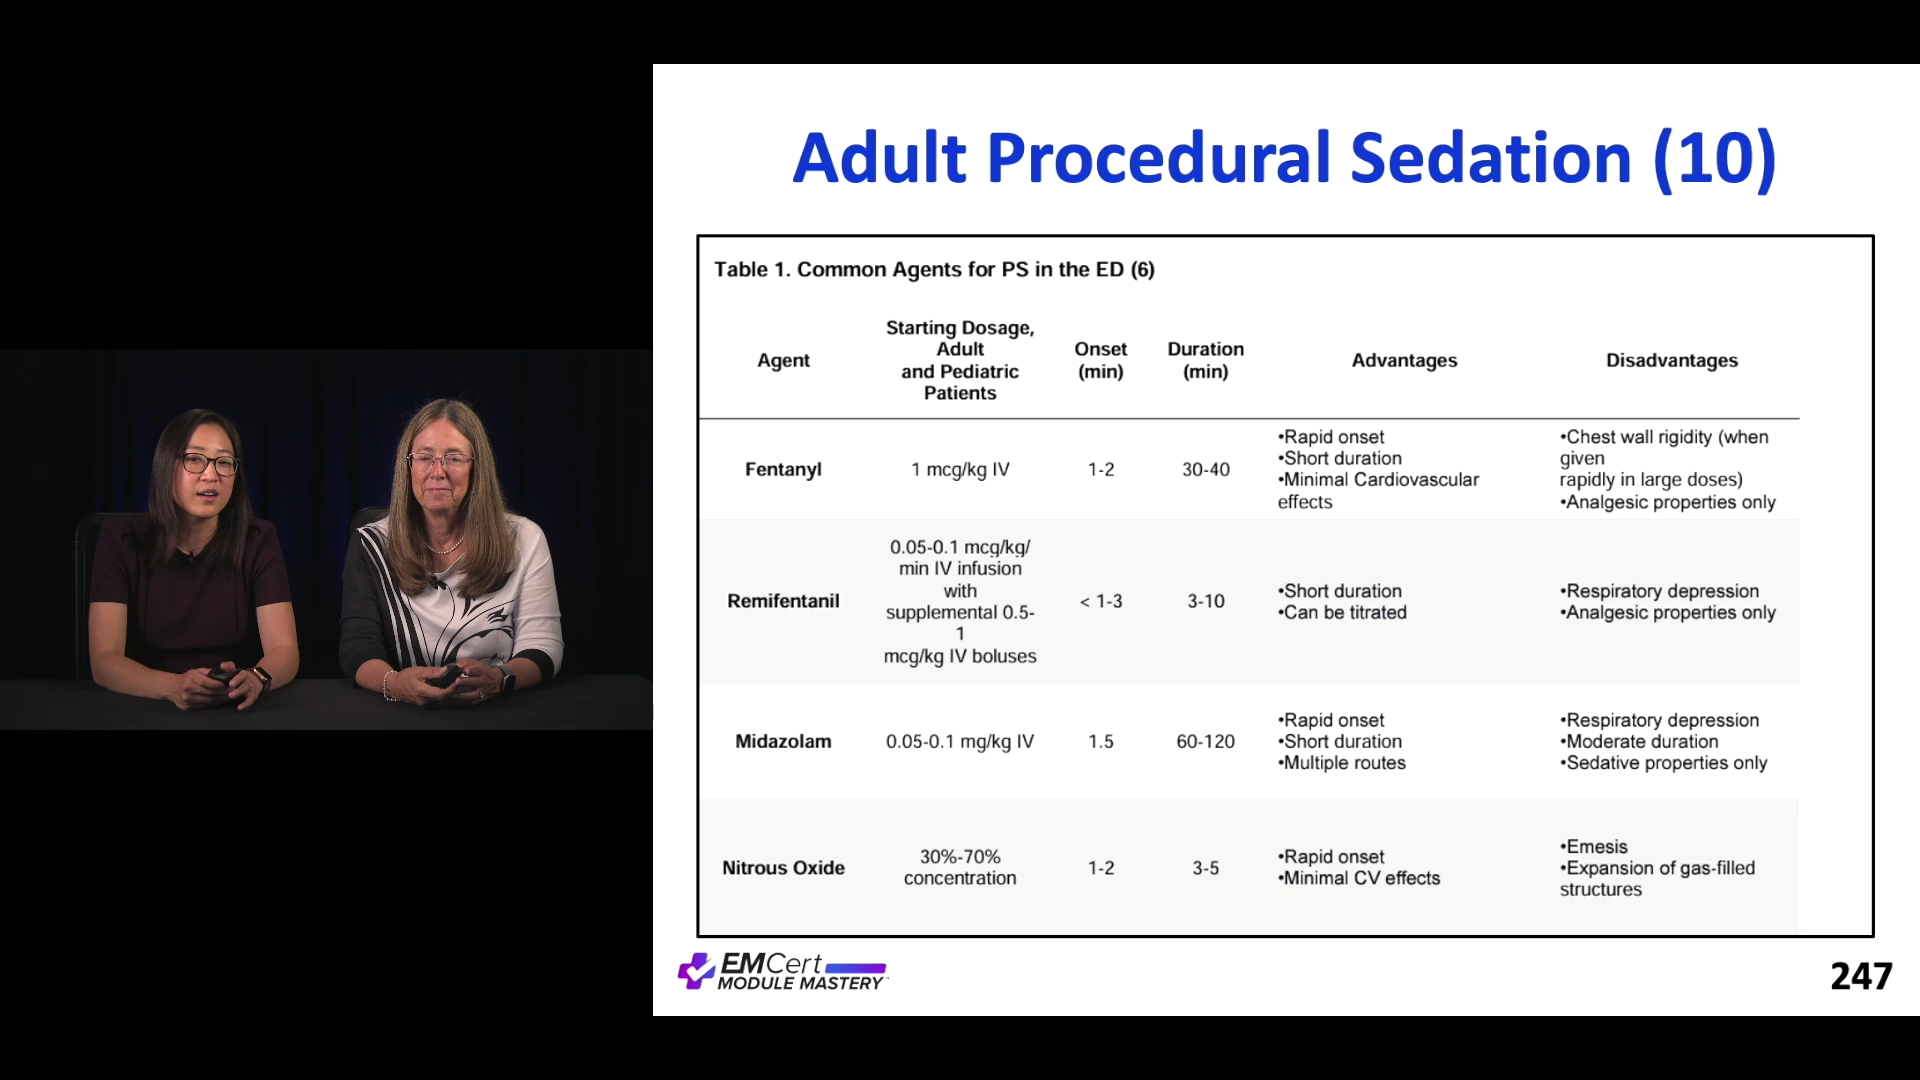 Adult Procedural Sedation (10)
Table 1. Common Agents for PS in the ED (6)
Agent
Starting Dosage,
Adult
and Pediatric
Patients
Onset
(min)
Duration
(min)
Advantages
Disadvantages
Fentanyl
1 mcg/kg IV
1-2
30-40
•Rapid onset
•Short duration
•Minimal Cardiovascular
effects
•Chest wall rigidity (when
given
rapidly in large doses)
•Analgesic properties only
Remifentanil
0.05-0.1 mcg/kg/
min IV infusion
with
supplemental 0.5-
1
mcg/kg IV boluses
< 1-3
3-10
•Short duration
•Can be titrated
•Respiratory depression
•Analgesic properties only
Midazolam
0.05-0.1 mg/kg IV
1.5
60-120
•Rapid onset
•Short duration
•Multiple routes
•Respiratory depression
•Moderate duration
•Sedative properties only
Nitrous Oxide
30%-70%
concentration
1-2
3-5
•Rapid onset
•Minimal CV effects
•Emesis
•Expansion of gas-filled
structures
EMCert
MODULE MASTERY
247